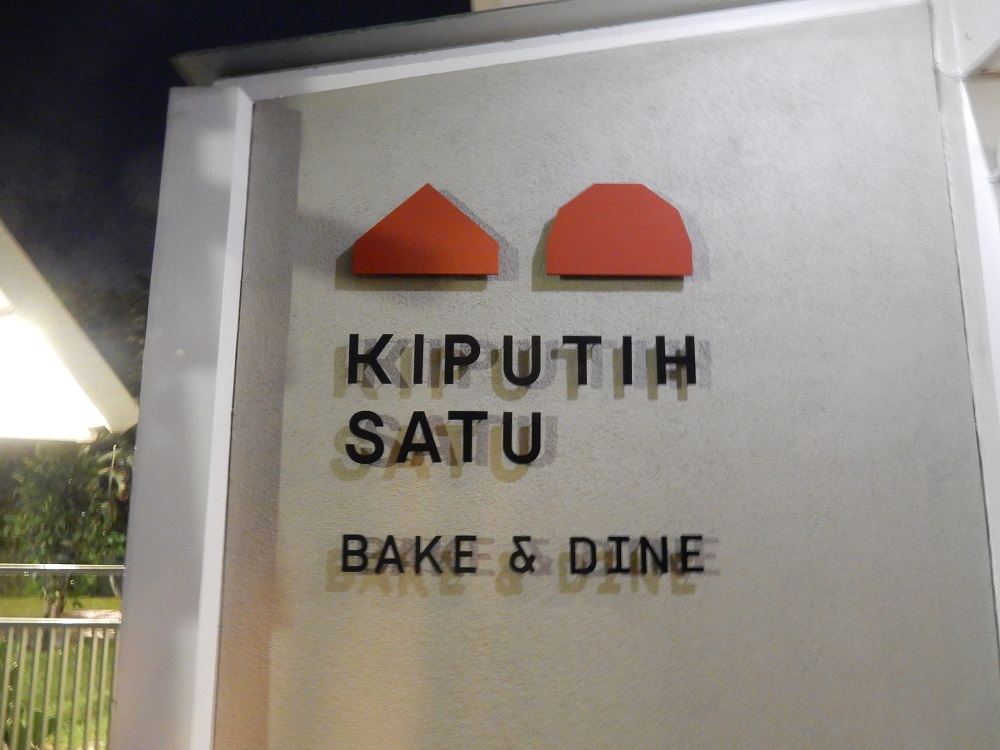 KIPUTIH
SATU
BAKE & DINE